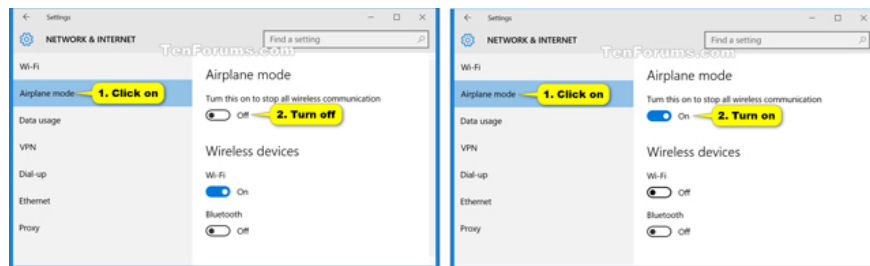 ← Settings
NETWORK & INTERNET
Find a setting
TenForums.com
Wi-Fi
Airplane mode
1. Click on
Data usage
VPN
Dial-up
Ethernet
Proxy
Airplane mode
Turn this on to stop all wireless communication
Off
2. Turn off
Wireless devices
Wi-Fi
On
Bluetooth
Off
← Settings
NETWORK & INTERNET
Find a setting
TenForums.com
Wi-Fi
Airplane mode
1. Click on
Data usage
VPN
Dial-up
Ethernet
Proxy
Airplane mode
Turn this on to stop all wireless communication
On
2. Turn on
Wireless devices
Wi-Fi
Off
Bluetooth
Off